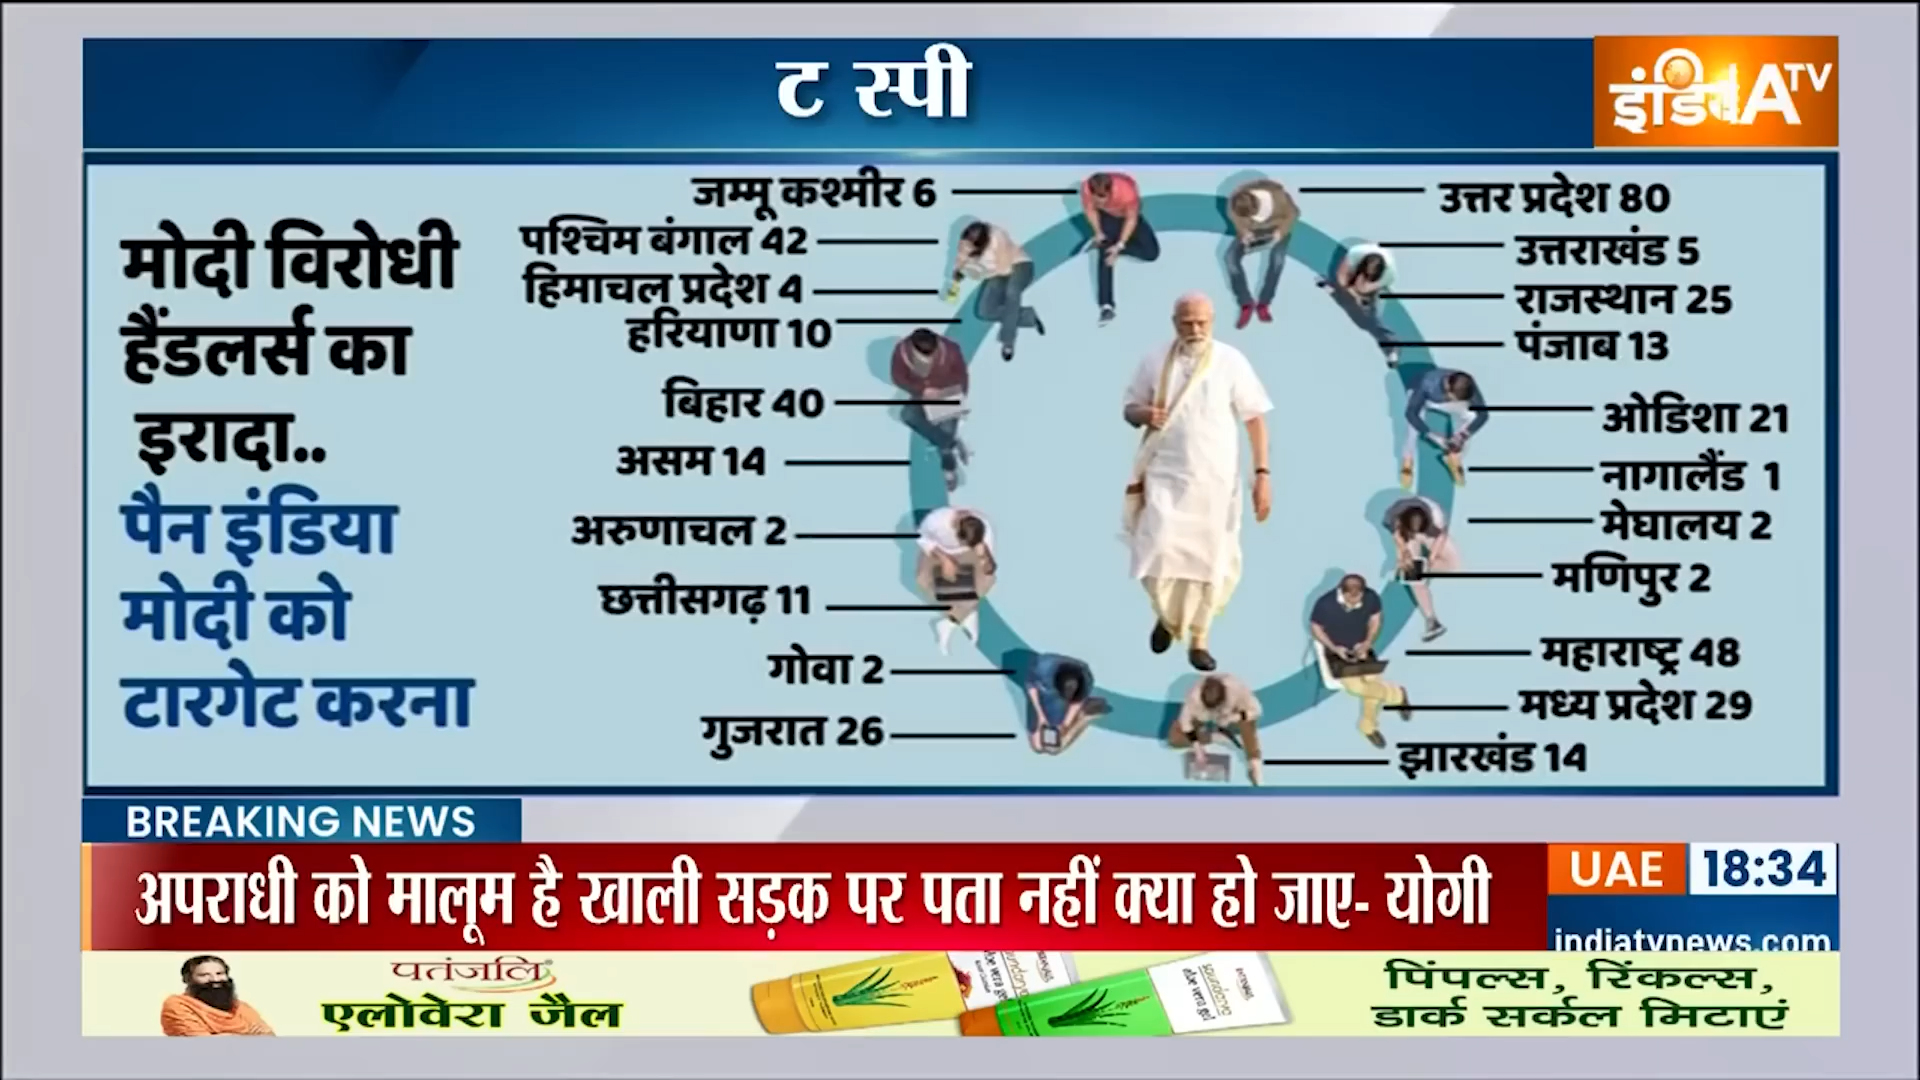 ट स्पी
इंडिया TV
मोदी विरोधी
हैंडलर्स का
इरादा..
पैन इंडिया
मोदी को
टारगेट करना
जम्मू कश्मीर 6
पश्चिम बंगाल 42
हिमाचल प्रदेश 4
हरियाणा 10
बिहार 40
असम 14
अरुणाचल 2
छत्तीसगढ़ 11
गोवा 2
गुजरात 26
उत्तर प्रदेश 80
उत्तराखंड 5
राजस्थान 25
पंजाब 13
ओडिशा 21
नागालैंड 1
मेघालय 2
मणिपुर 2
महाराष्ट्र 48
मध्य प्रदेश 29
झारखंड 14
BREAKING NEWS
अपराधी को मालूम है खाली सड़क पर पता नहीं क्या हो जाए- योगी
UAE 18:34
indiatvnews.com
पतंजलि
एलोवेरा जैल
पिंपल्स, रिंकल्स,
डार्क सर्कल मिटाएं